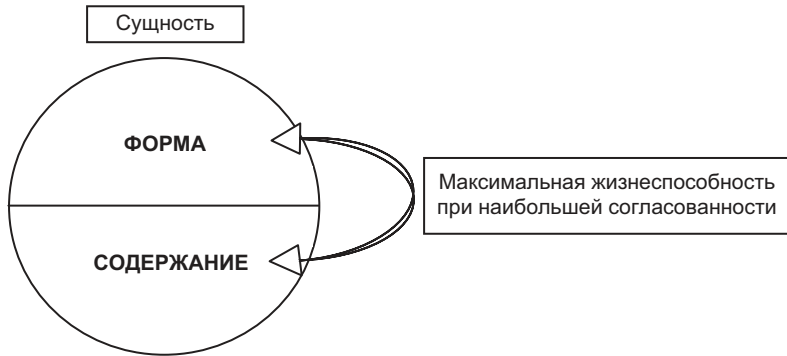 Сущность
ФОРМА
Максимальная жизнеспособность
при наибольшей согласованности
СОДЕРЖАНИЕ